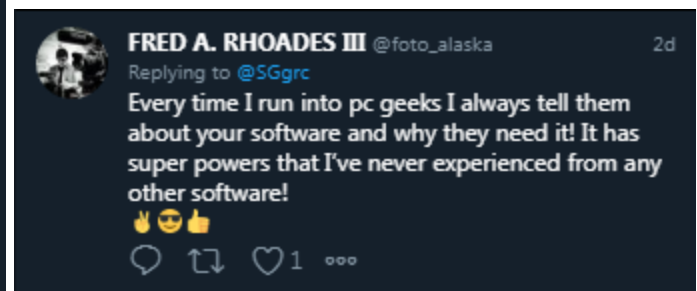 FRED A. RHOADES III @foto_alaska 2d
Replying to @SGgrc
Every time I run into pc geeks I always tell them
about your software and why they need it! It has
super powers that I've never experienced from any
other software!
✌😎👍
1